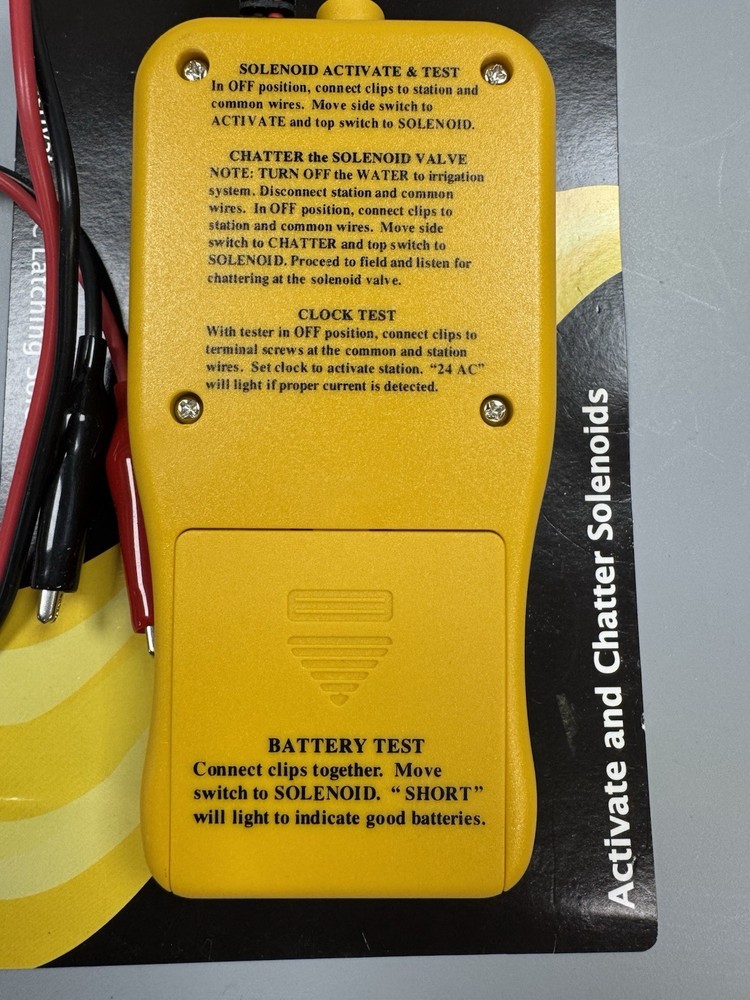 SOLENOID ACTIVATE & TEST
In OFF position, connect clips to station and
common wires. Move side switch to
ACTIVATE and top switch to SOLENOID.
CHATTER the SOLENOID VALVE
NOTE: TURN OFF the WATER to irrigation
system. Disconnect station and common
wires. In OFF position, connect clips to
station and common wires. Move side
switch to CHATTER and top switch to
SOLENOID. Proceed to field and listen for
chattering at the solenoid valve.
CLOCK TEST
With tester in OFF position, connect clips to
terminal screws at the common and station
wires. Set clock to activate station. "24 AC"
will light if proper current is detected.
BATTERY TEST
Connect clips together. Move
switch to SOLENOID. " SHORT"
will light to indicate good batteries.
Activate and Chatter Solenoids
Latching